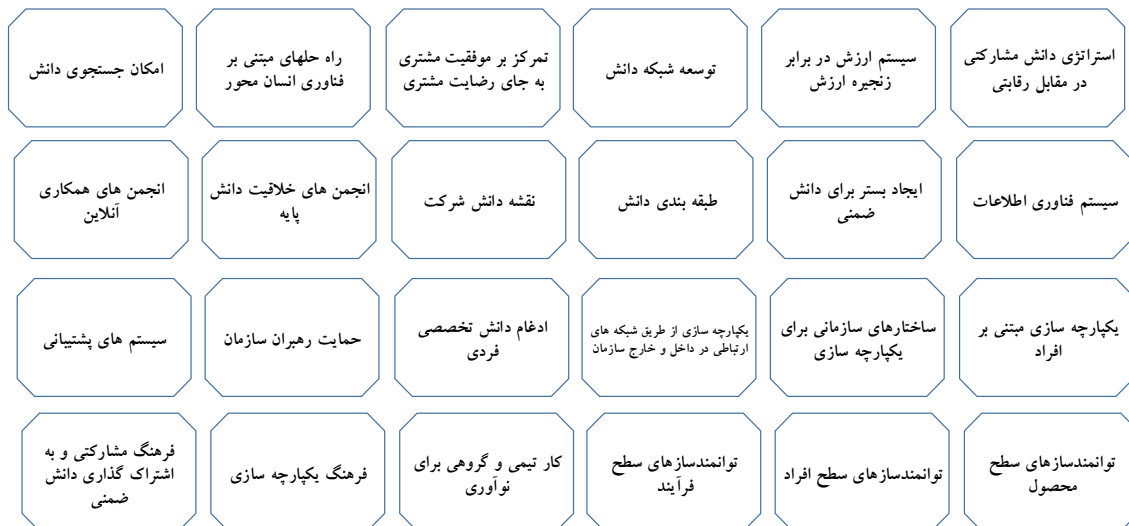 استراتژی دانش مشارکتی
در مقابل رقابتی
سیستم ارزش در برابر
زنجیره ارزش
توسعه شبکه دانش
تمرکز بر موفقیت مشتری
به جای رضایت مشتری
راه حلهای مبتنی بر
فناوری انسان محور
امکان جستجوی دانش
سیستم فناوری اطلاعات
ایجاد بستر برای دانش
ضمنی
طبقه بندی دانش
نقشه دانش شرکت
انجمن های خلاقیت دانش
پایه
انجمن های همکاری
آنلاین
یکپارچه سازی مبتنی بر
افراد
ساختارهای سازمانی برای
یکپارچه سازی
یکپارچه سازی از طریق شبکه های
ارتباطی در داخل و خارج سازمان
ادغام دانش تخصصی
فردی
حمایت رهبران سازمان
سیستم های پشتیبانی
توانمندسازهای سطح
محصول
توانمندسازهای سطح افراد
توانمندسازهای سطح
فرآیند
کار تیمی و گروهی برای
نوآوری
فرهنگ یکپارچه سازی
فرهنگ مشارکتی و به
اشتراک گذاری دانش
ضمنی